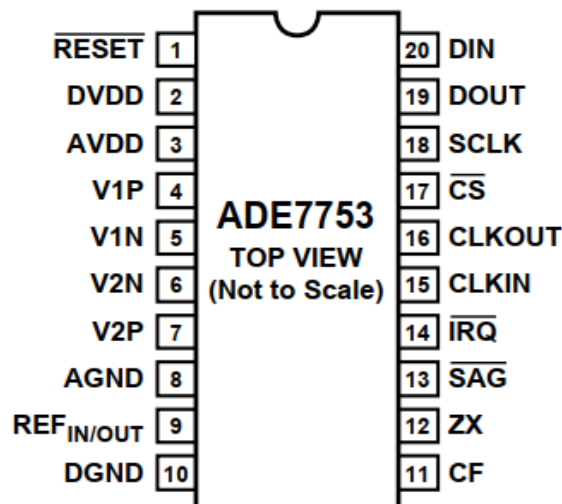 RESET 1 20 DIN
DVDD 2 19 DOUT
AVDD 3 18 SCLK
V1P 4 17 CS
ADE7753
V1N 5 16 CLKOUT
TOP VIEW
V2N 6 15 CLKIN
(Not to Scale)
V2P 7 14 IRQ
AGND 8 13 SAG
REFIN/OUT 9 12 ZX
DGND 10 11 CF